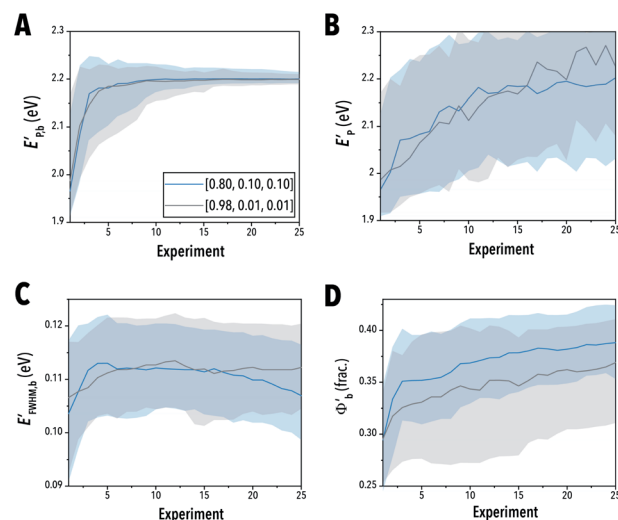 A
2.3
2.2
2.1
2.0
1.9
E′P,b (eV)
5 10 15 20 25
Experiment
[0.80, 0.10, 0.10]
[0.98, 0.01, 0.01]
B
2.3
2.2
2.1
2
1.9
E′P (eV)
5 10 15 20 25
Experiment
C
0.12
0.11
0.10
0.09
E′FWHM,b (eV)
5 10 15 20 25
Experiment
D
0.40
0.35
0.30
0.25
Φ′b (frac.)
5 10 15 20 25
Experiment